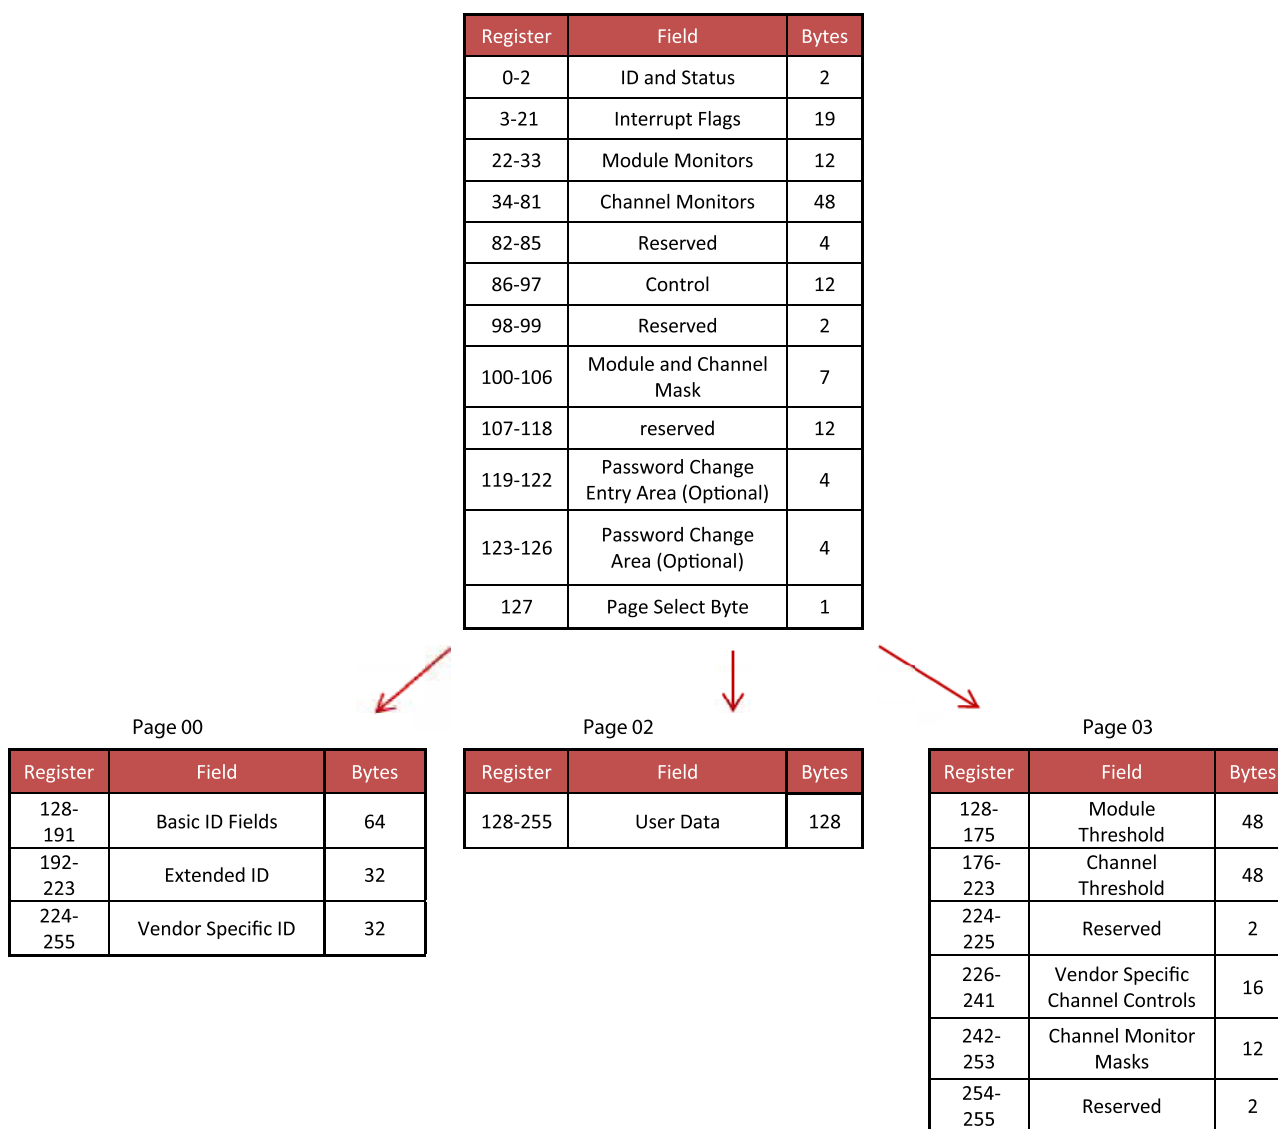 Register Field Bytes
0-2 ID and Status 2
3-21 Interrupt Flags 19
22-33 Module Monitors 12
34-81 Channel Monitors 48
82-85 Reserved 4
86-97 Control 12
98-99 Reserved 2
100-106 Module and Channel Mask 7
107-118 reserved 12
119-122 Password Change Entry Area (Optional) 4
123-126 Password Change Area (Optional) 4
127 Page Select Byte 1
Page 00
Register Field Bytes
128-191 Basic ID Fields 64
192-223 Extended ID 32
224-255 Vendor Specific ID 32
Page 02
Register Field Bytes
128-255 User Data 128
Page 03
Register Field Bytes
128-175 Module Threshold 48
176-223 Channel Threshold 48
224-225 Reserved 2
226-241 Vendor Specific Channel Controls 16
242-253 Channel Monitor Masks 12
254-255 Reserved 2